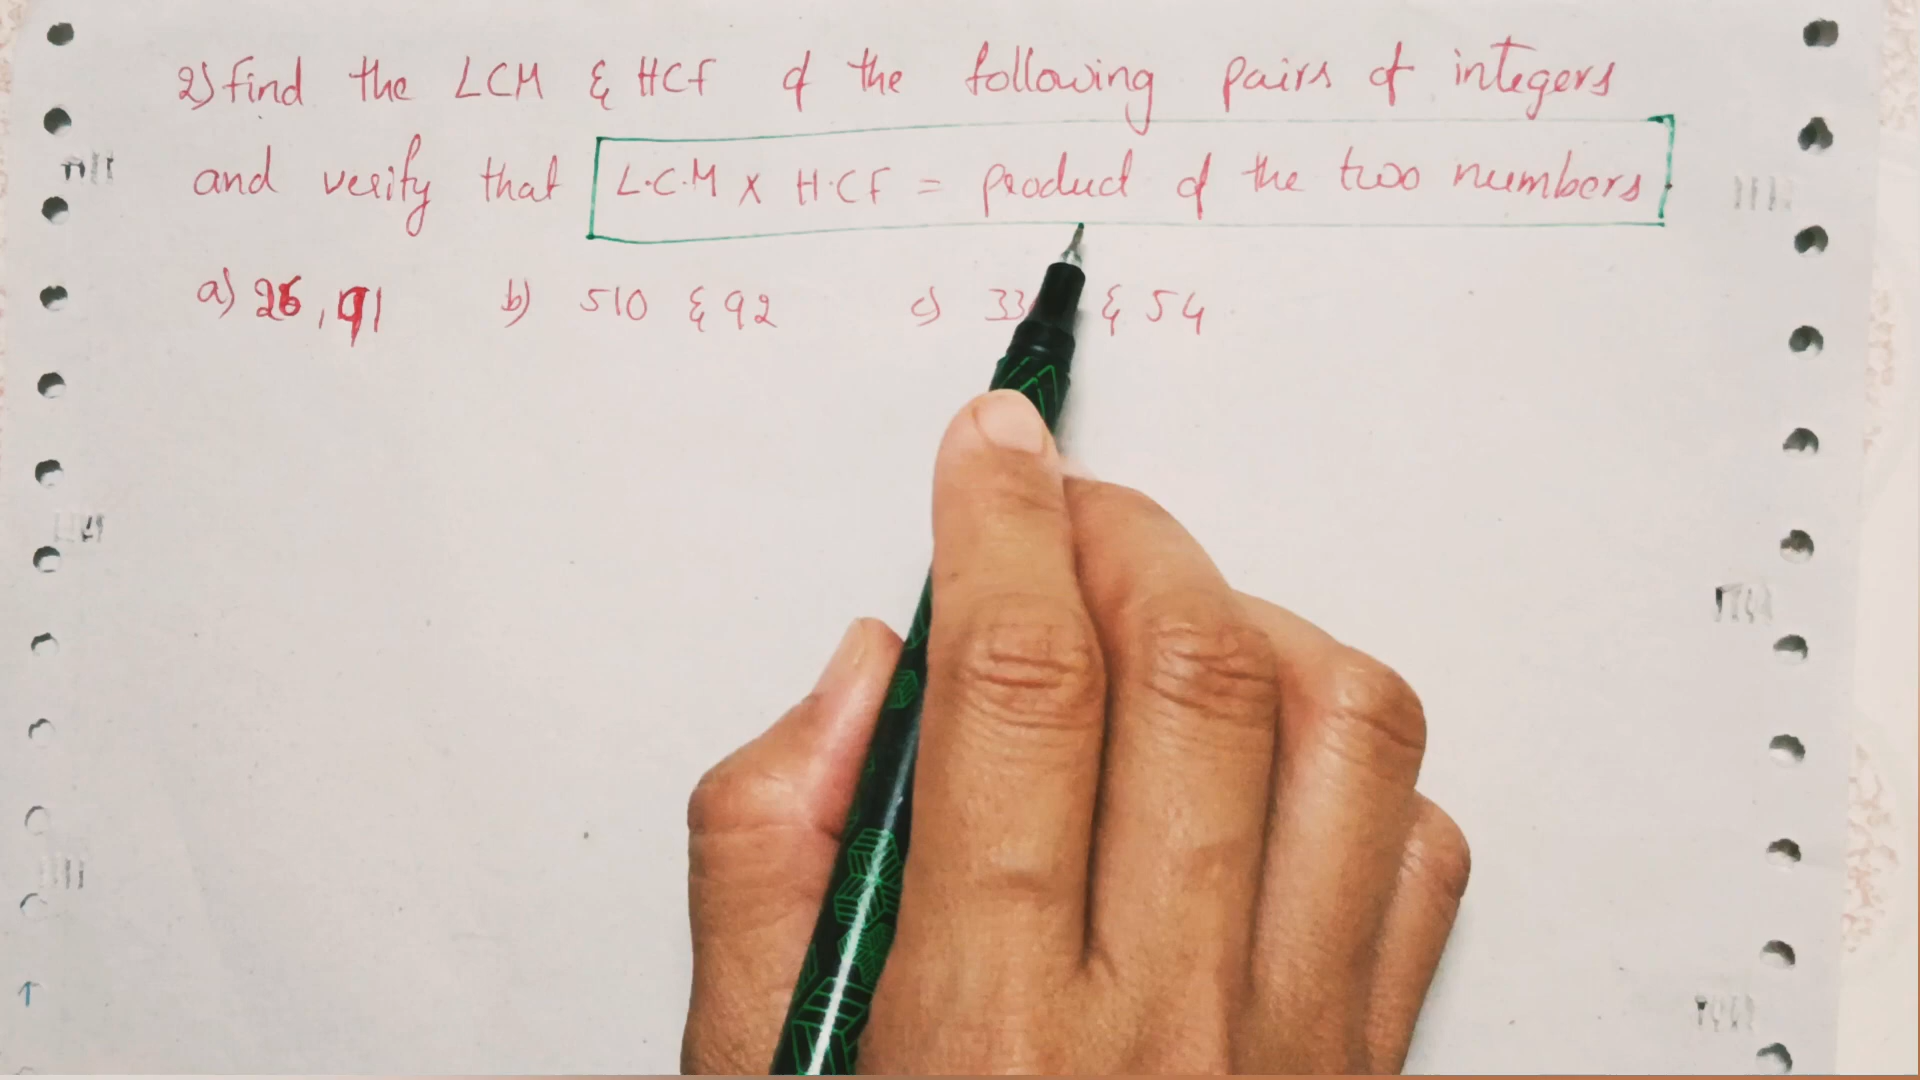 2) find the LCM & HCf of the following pairs of integers
and verify that L.C.M x H.CF = product of the two numbers
a) 26, 91 b) 510 & 92 c) 33 & 54